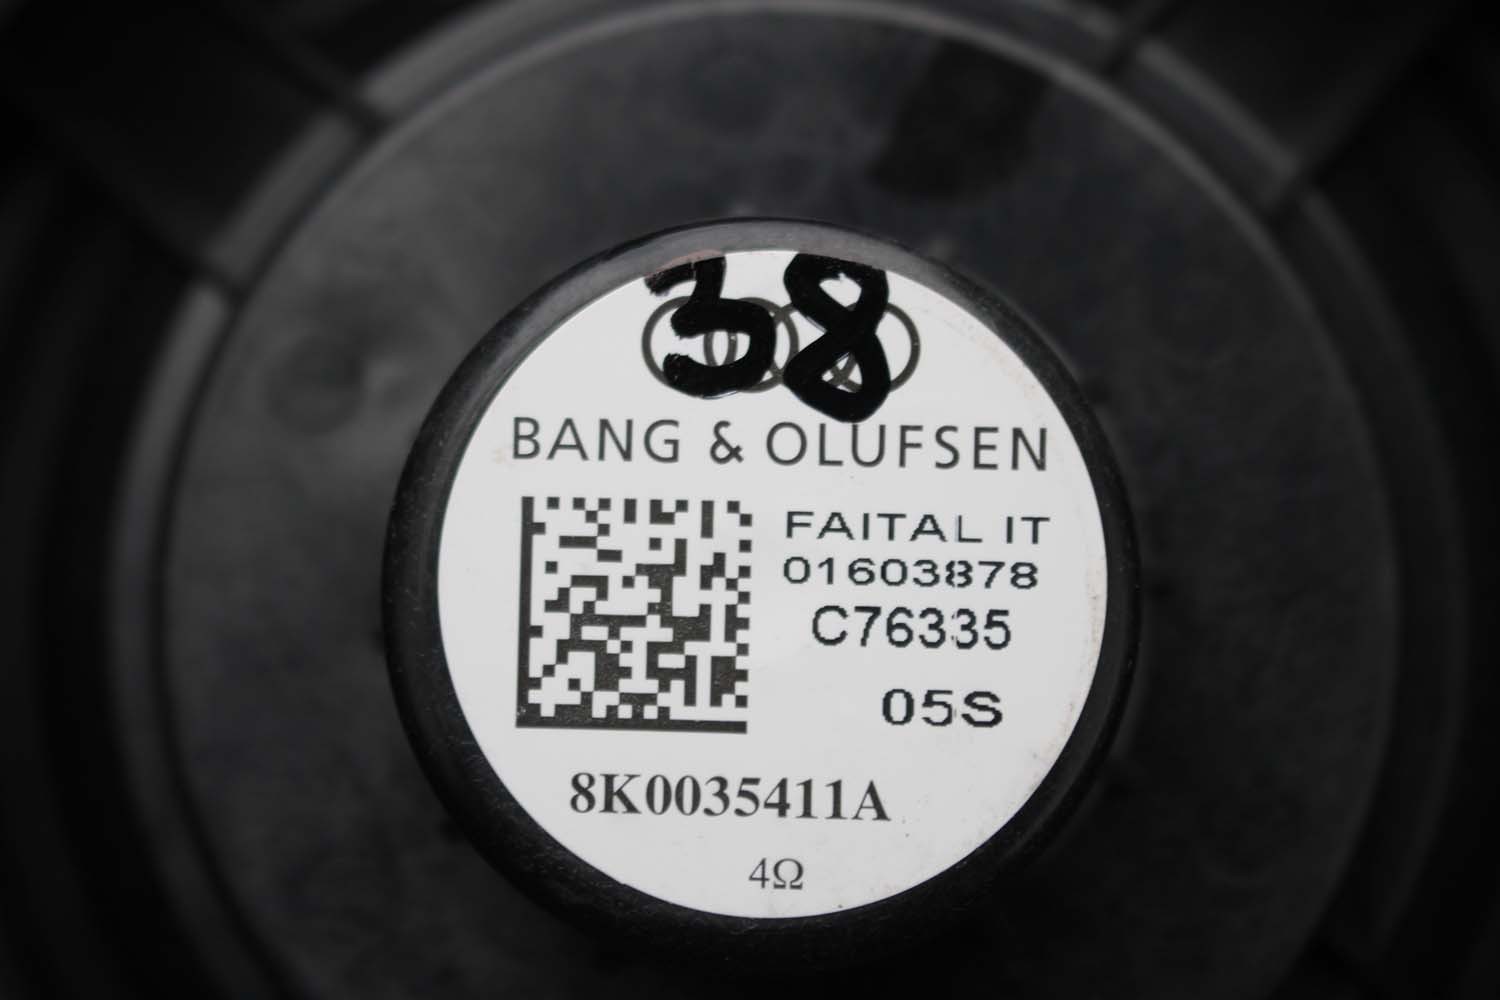 38
BANG & OLUFSEN
FAITAL IT
01603878
C76335
05S
8K0035411A
4Ω